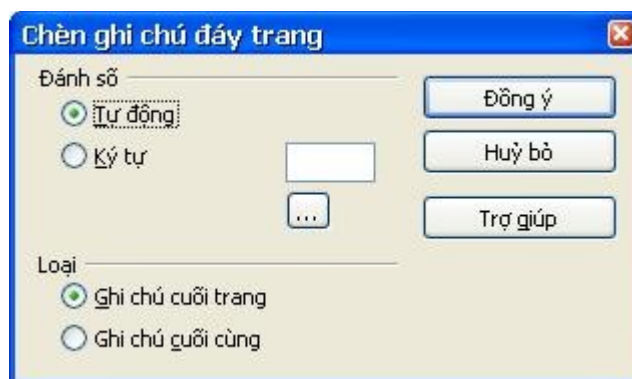 Chèn ghi chú đáy trang
Đánh số
Tự động
Ký tự
...
Loại
Ghi chú cuối trang
Ghi chú cuối cùng
Đồng ý
Huỷ bỏ
Trợ giúp